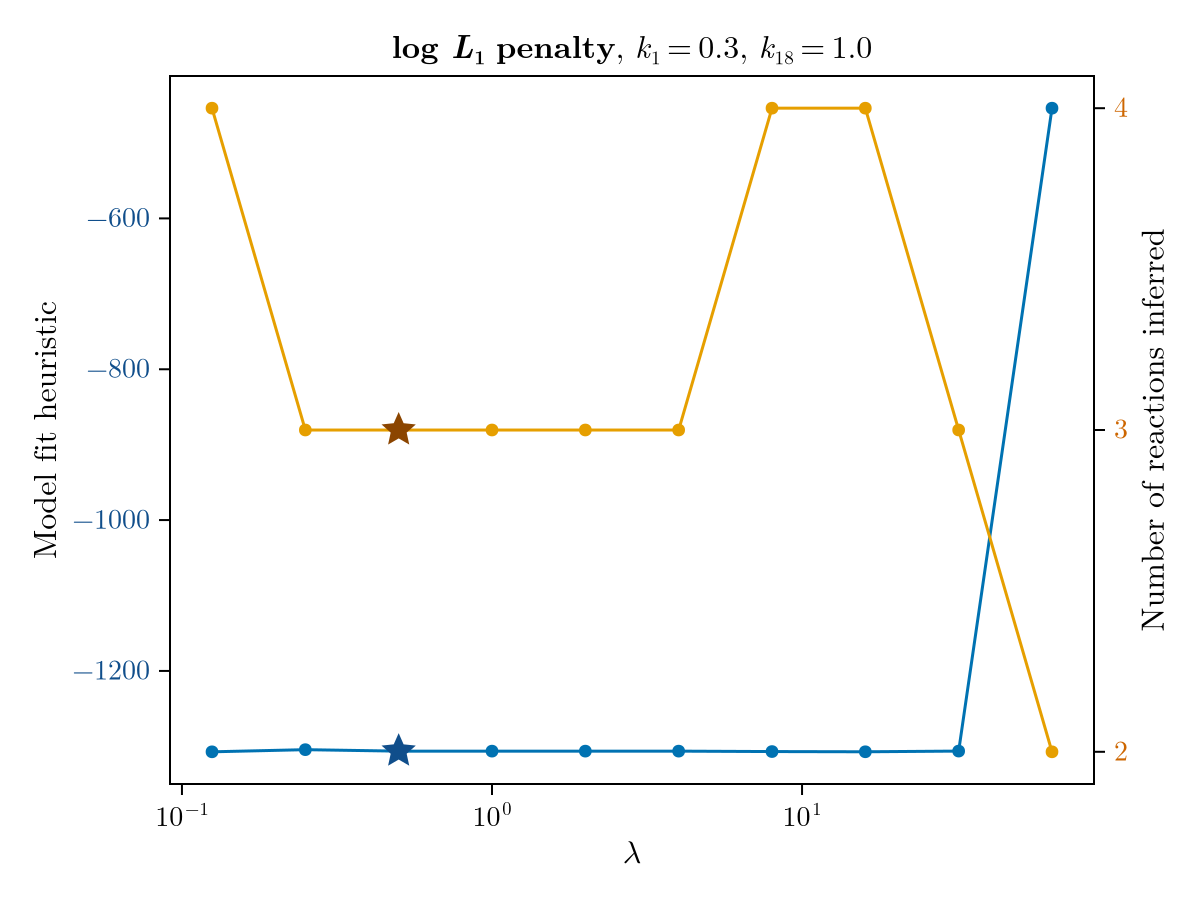 log L₁ penalty, k₁ = 0.3, k₁₈ = 1.0
Model fit heuristic
−600
−800
−1000
−1200
4
3
2
Number of reactions inferred
10⁻¹
10⁰
10¹
λ